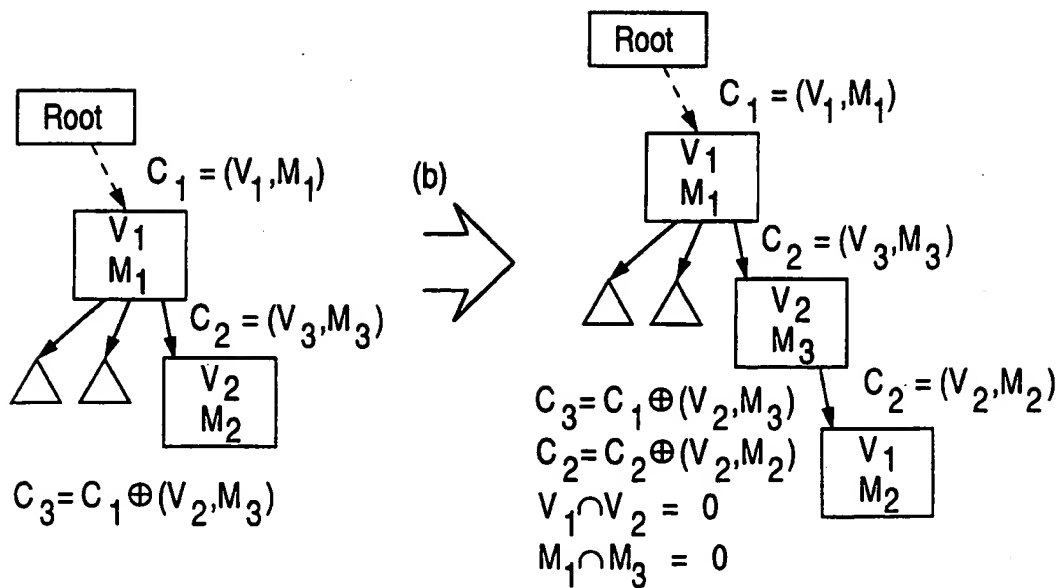 Root
C₁ = (V₁,M₁)
V₁
M₁
C₂ = (V₃,M₃)
V₂
M₂
C₃=C₁⊕(V₂,M₃)
(b)
Root
C₁ = (V₁,M₁)
V₁
M₁
C₂ = (V₃,M₃)
V₂
M₃
C₂ = (V₂,M₂)
V₁
M₂
C₃=C₁⊕(V₂,M₃)
C₂=C₂⊕(V₂,M₂)
V₁∩V₂ = 0
M₁∩M₃ = 0